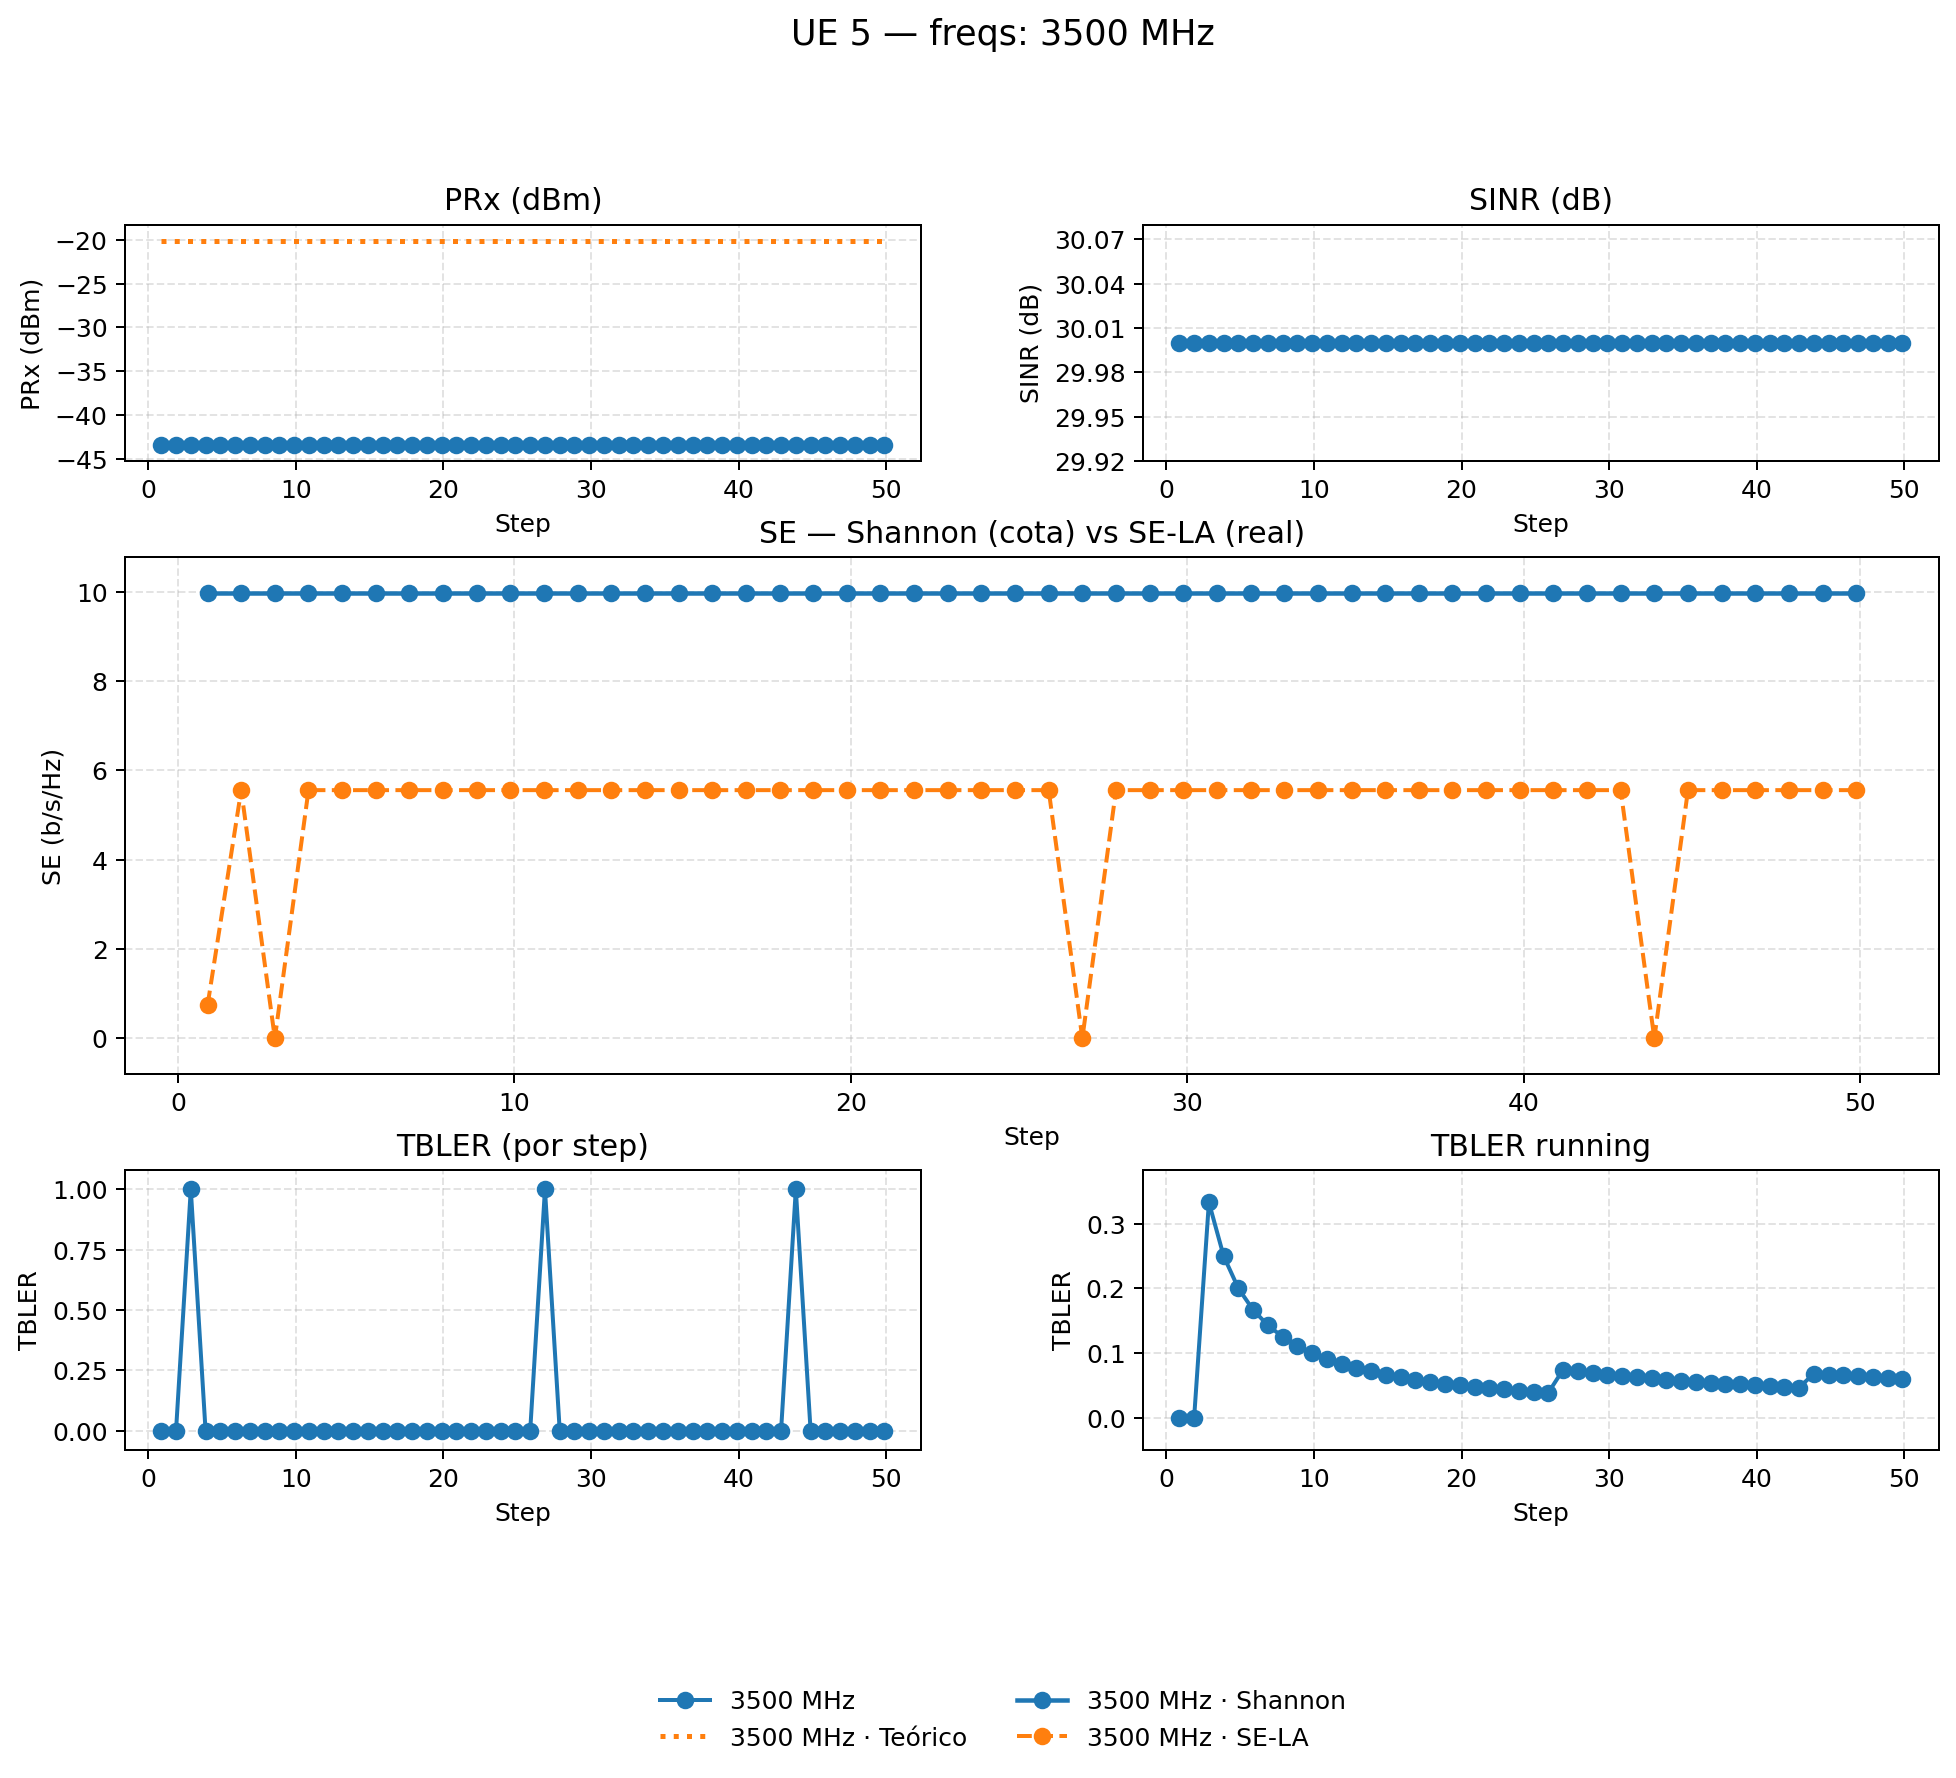 UE 5 — freqs: 3500 MHz
PRx (dBm)
PRx (dBm)
−20
−25
−30
−35
−40
−45
0 10 20 30 40 50
Step
SINR (dB)
SINR (dB)
30.07
30.04
30.01
29.98
29.95
29.92
0 10 20 30 40 50
Step
SE — Shannon (cota) vs SE-LA (real)
SE (b/s/Hz)
10
8
6
4
2
0
0 10 20 30 40 50
Step
TBLER (por step)
TBLER
1.00
0.75
0.50
0.25
0.00
0 10 20 30 40 50
Step
TBLER running
TBLER
0.3
0.2
0.1
0.0
0 10 20 30 40 50
Step
3500 MHz
3500 MHz · Teórico
3500 MHz · Shannon
3500 MHz · SE-LA